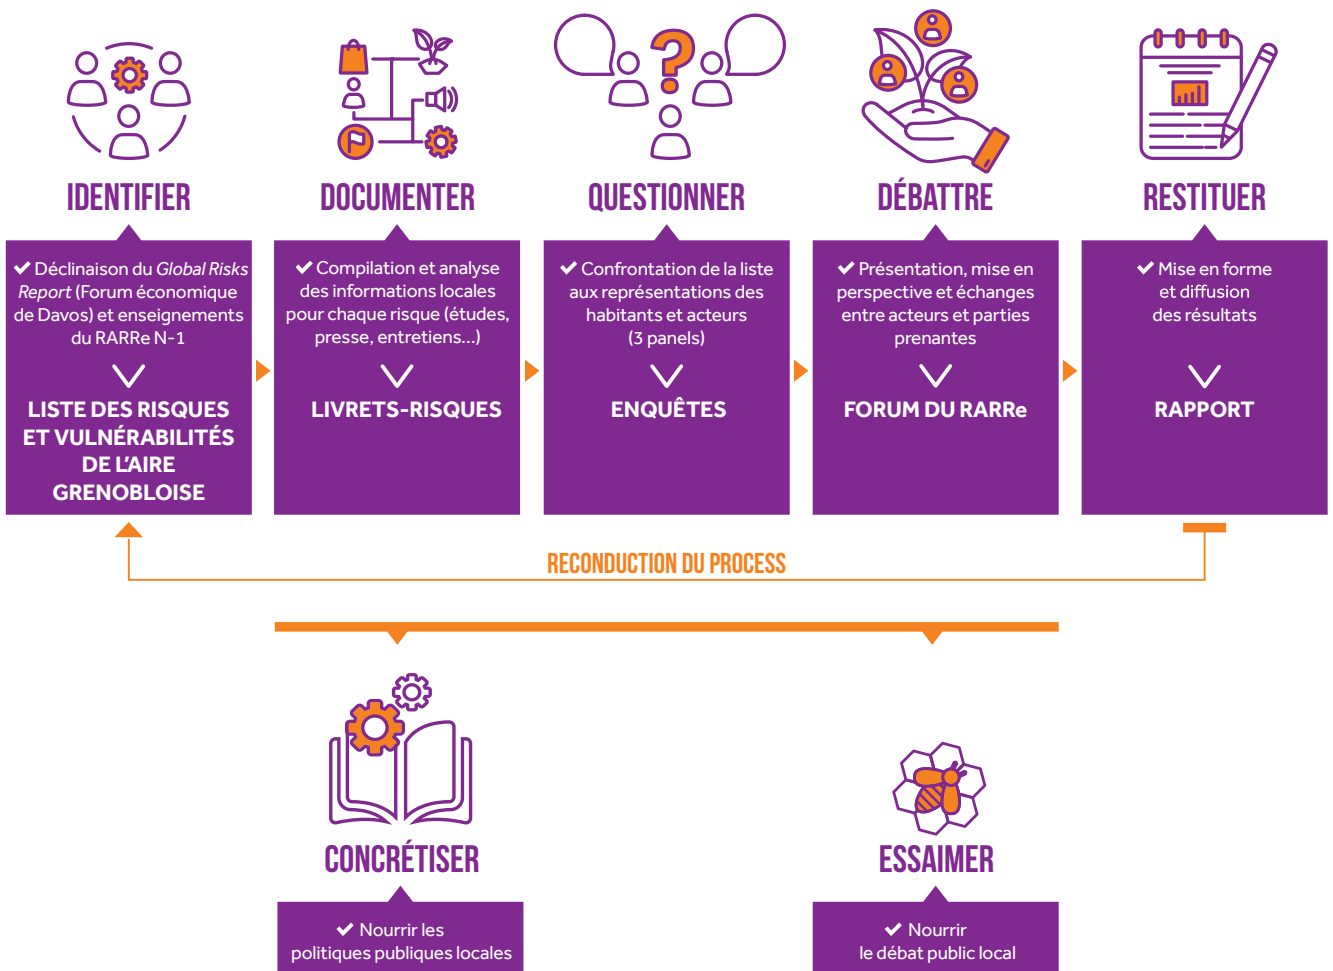 IDENTIFIER
✔ Déclinaison du Global Risks
Report (Forum économique
de Davos) et enseignements
du RARRe N-1
LISTE DES RISQUES
ET VULNÉRABILITÉS
DE L'AIRE
GRENOBLOISE
DOCUMENTER
✔ Compilation et analyse
des informations locales
pour chaque risque (études,
presse, entretiens...)
LIVRETS-RISQUES
QUESTIONNER
✔ Confrontation de la liste
aux représentations des
habitants et acteurs
(3 panels)
ENQUÊTES
DÉBATTRE
✔ Présentation, mise en
perspective et échanges
entre acteurs et parties
prenantes
FORUM DU RARRe
RESTITUER
✔ Mise en forme
et diffusion
des résultats
RAPPORT
RECONDUCTION DU PROCESS
CONCRÉTISER
✔ Nourrir les
politiques publiques locales
ESSAIMER
✔ Nourrir
le débat public local